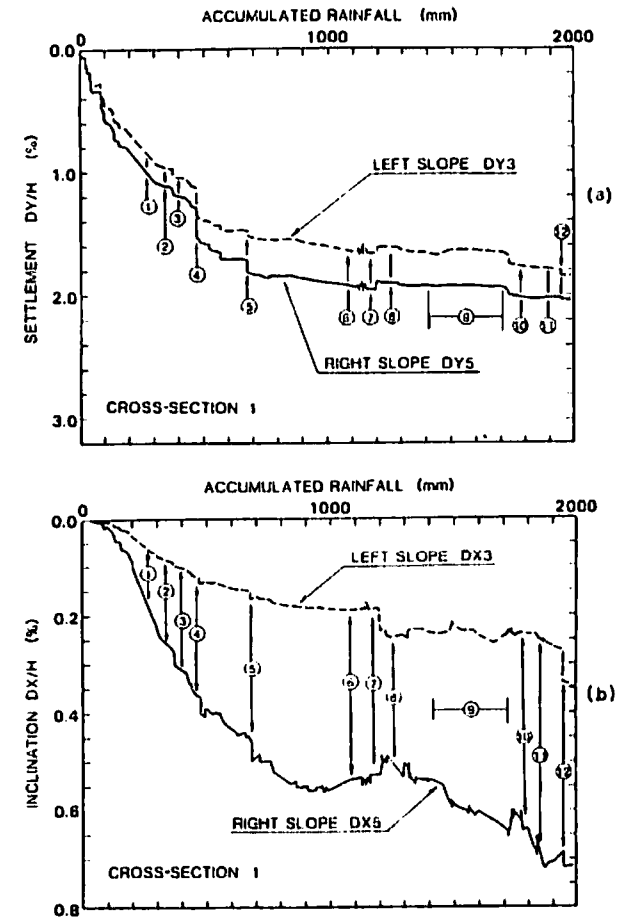 ACCUMULATED RAINFALL (mm)
1000 2000
0.0
1.0
2.0
3.0
SETTLEMENT DY/H (%)
LEFT SLOPE DY3
(a)
① ② ③ ④ ⑤ ⑥ ⑦ ⑧ ⑨ ⑩ ⑪ ⑫
RIGHT SLOPE DY5
CROSS-SECTION 1
ACCUMULATED RAINFALL (mm)
0 1000 2000
0.0
0.2
0.4
0.6
0.8
INCLINATION DX/H (%)
LEFT SLOPE DX3
① ② ③ ④ ⑤ ⑥ ⑦ ⑧ ⑨ ⑩ ⑪ ⑫
(b)
RIGHT SLOPE DX5
CROSS-SECTION 1